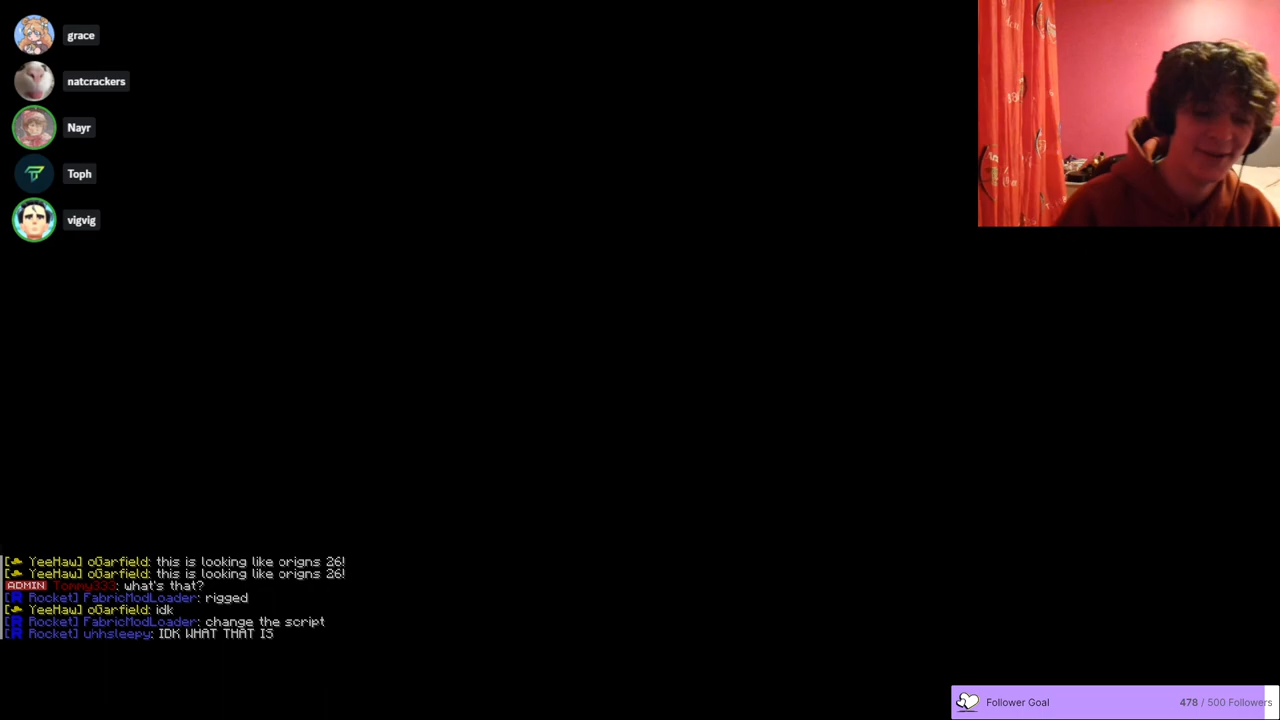 grace
natcrackers
Nayr
Toph
vigvig
[ YeeHaw] oGarfield: this is looking like origns 26!
[ YeeHaw] oGarfield: this is looking like origns 26!
ADMIN Tommy333: what's that?
[R Rocket] FabricModLoader: rigged
[ YeeHaw] oGarfield: idk
[R Rocket] FabricModLoader: change the script
[R Rocket] uhhsleepy: IDK WHAT THAT IS
Follower Goal 478 / 500 Followers